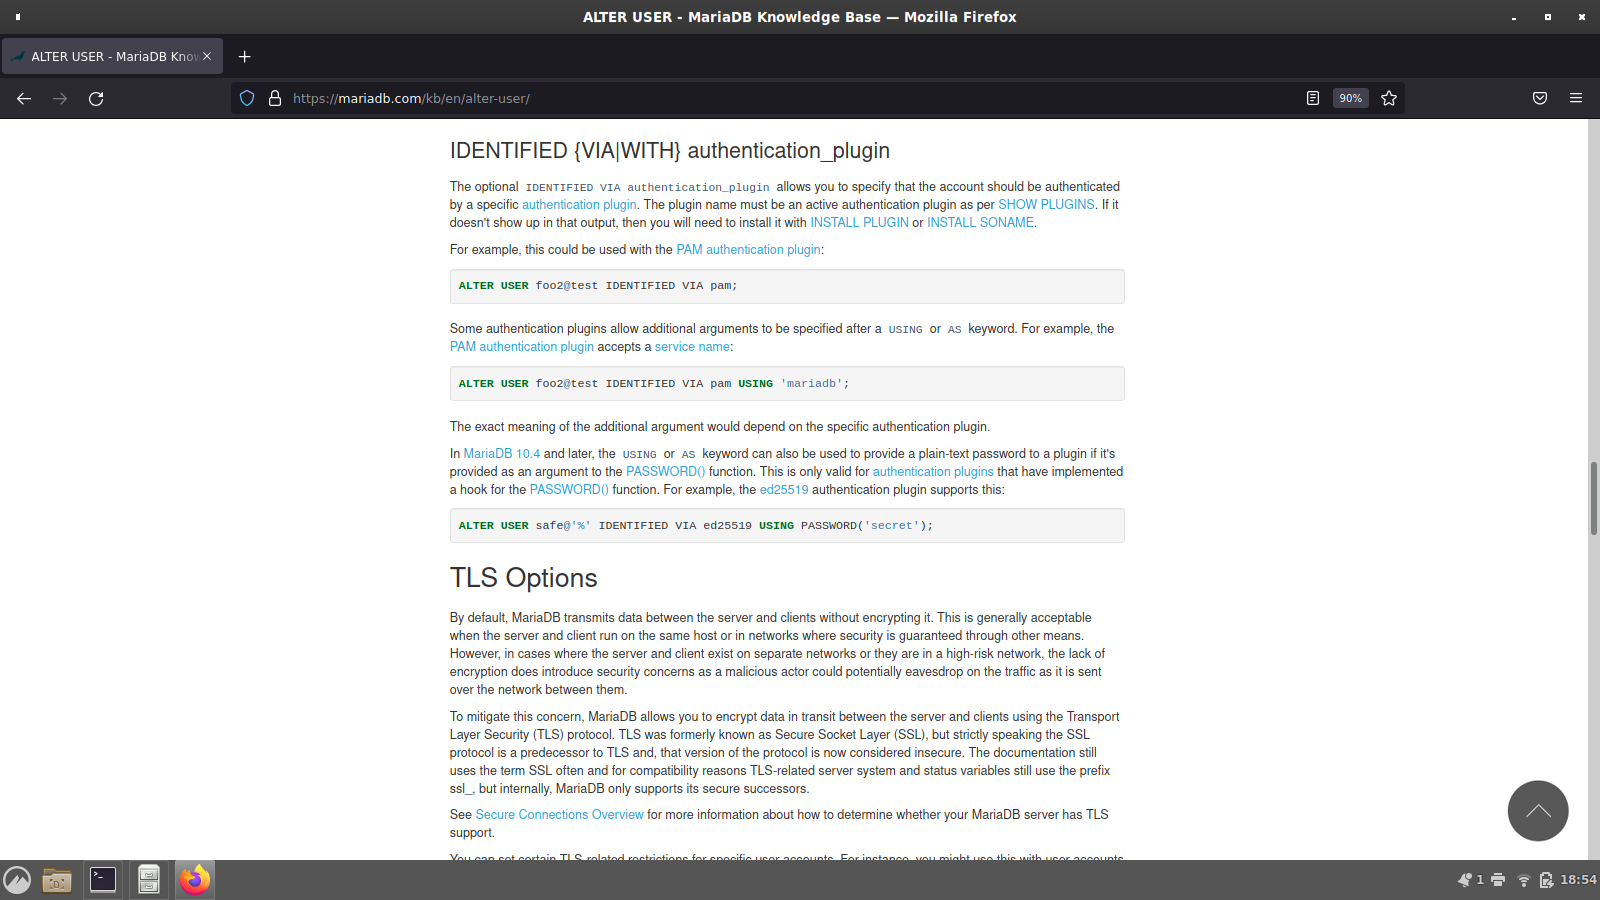 ALTER USER - MariaDB Knowledge Base — Mozilla Firefox
ALTER USER - MariaDB Know
https://mariadb.com/kb/en/alter-user/
90%
IDENTIFIED {VIA|WITH} authentication_plugin
The optional IDENTIFIED VIA authentication_plugin allows you to specify that the account should be authenticated
by a specific authentication plugin. The plugin name must be an active authentication plugin as per SHOW PLUGINS. If it
doesn't show up in that output, then you will need to install it with INSTALL PLUGIN or INSTALL SONAME.
For example, this could be used with the PAM authentication plugin:
ALTER USER foo2@test IDENTIFIED VIA pam;
Some authentication plugins allow additional arguments to be specified after a USING or AS keyword. For example, the
PAM authentication plugin accepts a service name:
ALTER USER foo2@test IDENTIFIED VIA pam USING 'mariadb';
The exact meaning of the additional argument would depend on the specific authentication plugin.
In MariaDB 10.4 and later, the USING or AS keyword can also be used to provide a plain-text password to a plugin if it's
provided as an argument to the PASSWORD() function. This is only valid for authentication plugins that have implemented
a hook for the PASSWORD() function. For example, the ed25519 authentication plugin supports this:
ALTER USER safe@'%' IDENTIFIED VIA ed25519 USING PASSWORD('secret');
TLS Options
By default, MariaDB transmits data between the server and clients without encrypting it. This is generally acceptable
when the server and client run on the same host or in networks where security is guaranteed through other means.
However, in cases where the server and client exist on separate networks or they are in a high-risk network, the lack of
encryption does introduce security concerns as a malicious actor could potentially eavesdrop on the traffic as it is sent
over the network between them.
To mitigate this concern, MariaDB allows you to encrypt data in transit between the server and clients using the Transport
Layer Security (TLS) protocol. TLS was formerly known as Secure Socket Layer (SSL), but strictly speaking the SSL
protocol is a predecessor to TLS and, that version of the protocol is now considered insecure. The documentation still
uses the term SSL often and for compatibility reasons TLS-related server system and status variables still use the prefix
ssl_, but internally, MariaDB only supports its secure successors.
See Secure Connections Overview for more information about how to determine whether your MariaDB server has TLS
support.
You can set certain TLS-related restrictions for specific user accounts. For instance, you might use this with user accounts
1
18:54